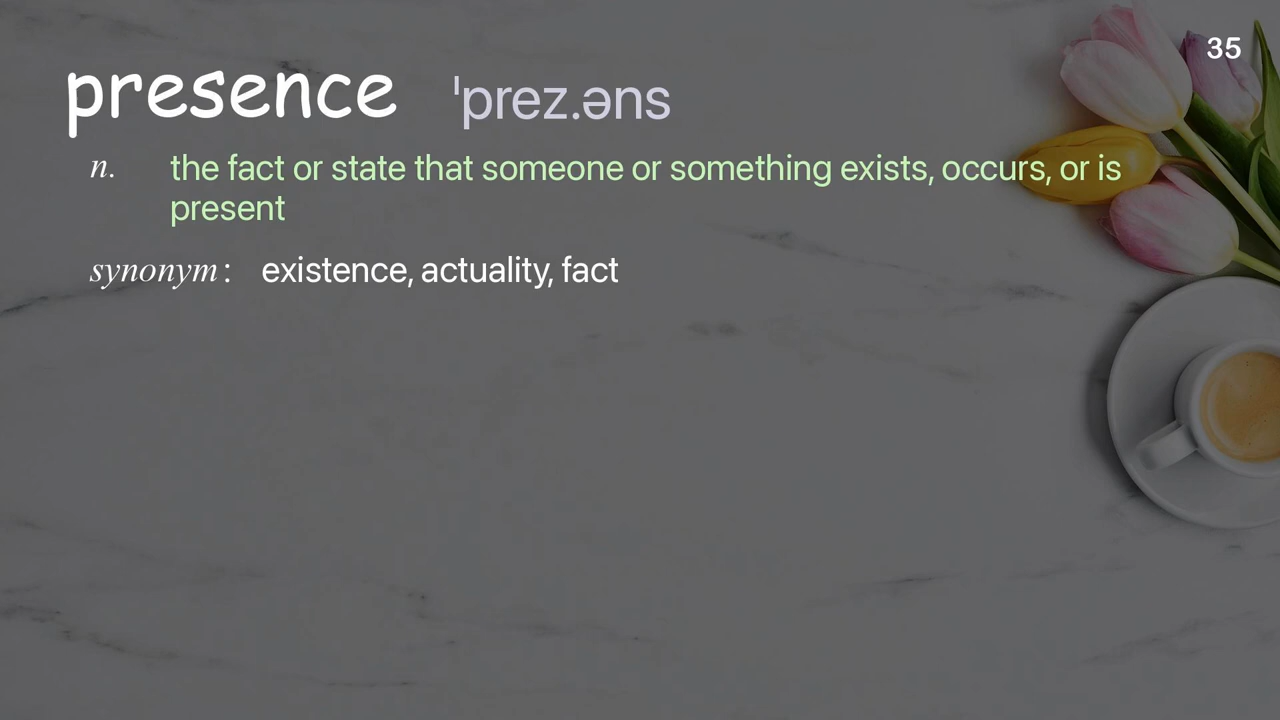 35
presence ˈprez.əns
n. the fact or state that someone or something exists, occurs, or is
present
synonym: existence, actuality, fact